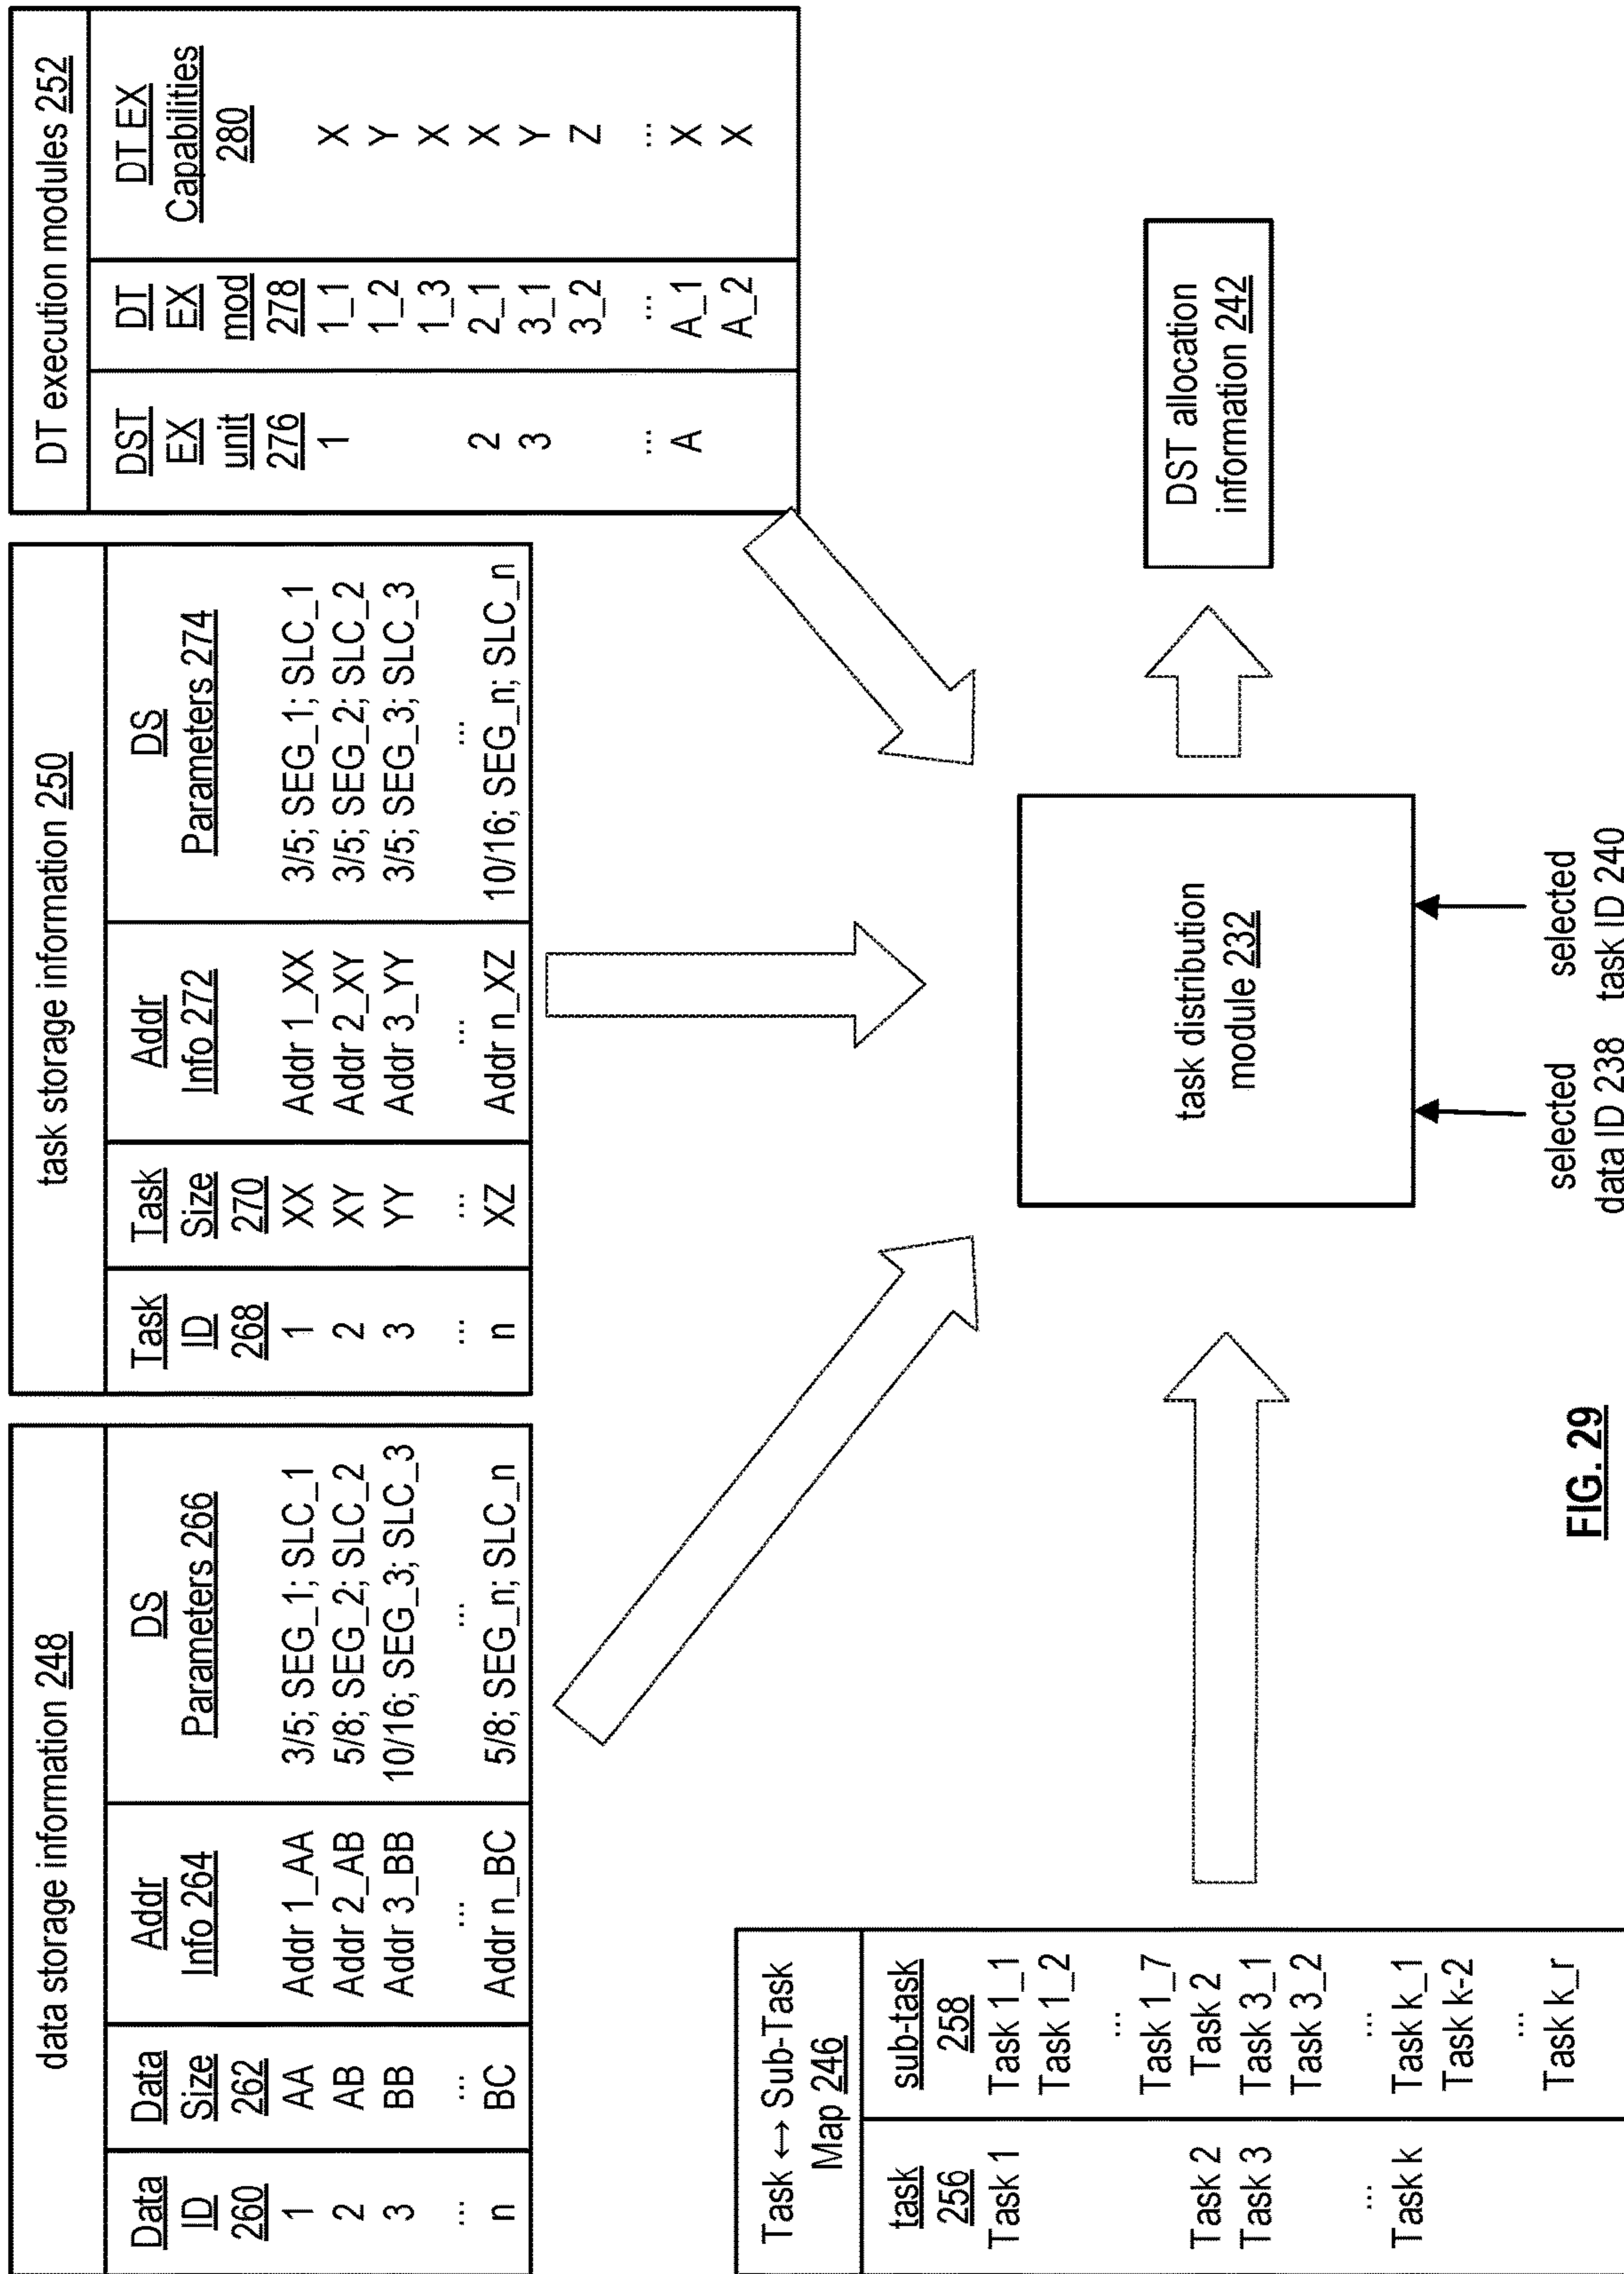 data storage information 248
Data ID 260 Data Size 262 Addr Info 264 DS Parameters 266
1 AA Addr 1_AA 3/5; SEG_1; SLC_1
2 AB Addr 2_AB 5/8; SEG_2; SLC_2
3 BB Addr 3_BB 10/16; SEG_3; SLC_3
... ... ... ...
n BC Addr n_BC 5/8; SEG_n; SLC_n
task storage information 250
Task ID 268 Task Size 270 Addr Info 272 DS Parameters 274
1 XX Addr 1_XX 3/5; SEG_1; SLC_1
2 XY Addr 2_XY 3/5; SEG_2; SLC_2
3 YY Addr 3_YY 3/5; SEG_3; SLC_3
... ... ... ...
n XZ Addr n_XZ 10/16; SEG_n; SLC_n
DT execution modules 252
DST EX unit 276 DT EX mod 278 DT EX Capabilities 280
1 1_1 X
1_2 Y
1_3 X
2 2_1 X
3 3_1 Y
3_2 Z
... ... ...
A A_1 X
A_2 X
Task ↔ Sub-Task
Map 246
task 256 sub-task 258
Task 1 Task 1_1
Task 1_2
...
Task 1_7
Task 2 Task 2
Task 3 Task 3_1
Task 3_2
... ...
Task k Task k_1
Task k-2
...
Task k_r
task distribution
module 232
DST allocation
information 242
selected
data ID 238
selected
task ID 240
FIG. 29